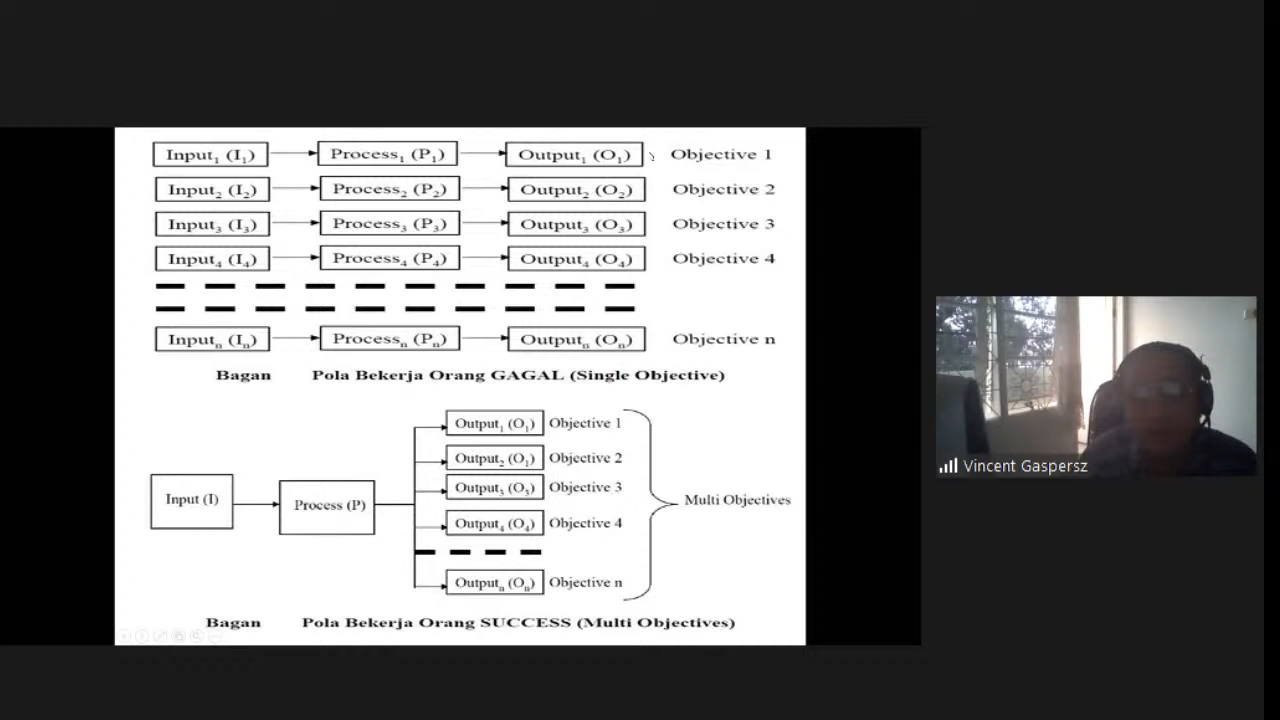 Input₁ (I₁) Process₁ (P₁) Output₁ (O₁) Objective 1
Input₂ (I₂) Process₂ (P₂) Output₂ (O₂) Objective 2
Input₃ (I₃) Process₃ (P₃) Output₃ (O₃) Objective 3
Input₄ (I₄) Process₄ (P₄) Output₄ (O₄) Objective 4
Inputₙ (Iₙ) Processₙ (Pₙ) Outputₙ (Oₙ) Objective n
Bagan Pola Bekerja Orang GAGAL (Single Objective)
Output₁ (O₁) Objective 1
Output₂ (O₁) Objective 2
Output₃ (O₃) Objective 3
Input (I) Process (P) Multi Objectives
Output₄ (O₄) Objective 4
Outputₙ (Oₙ) Objective n
Bagan Pola Bekerja Orang SUCCESS (Multi Objectives)
Vincent Gaspersz